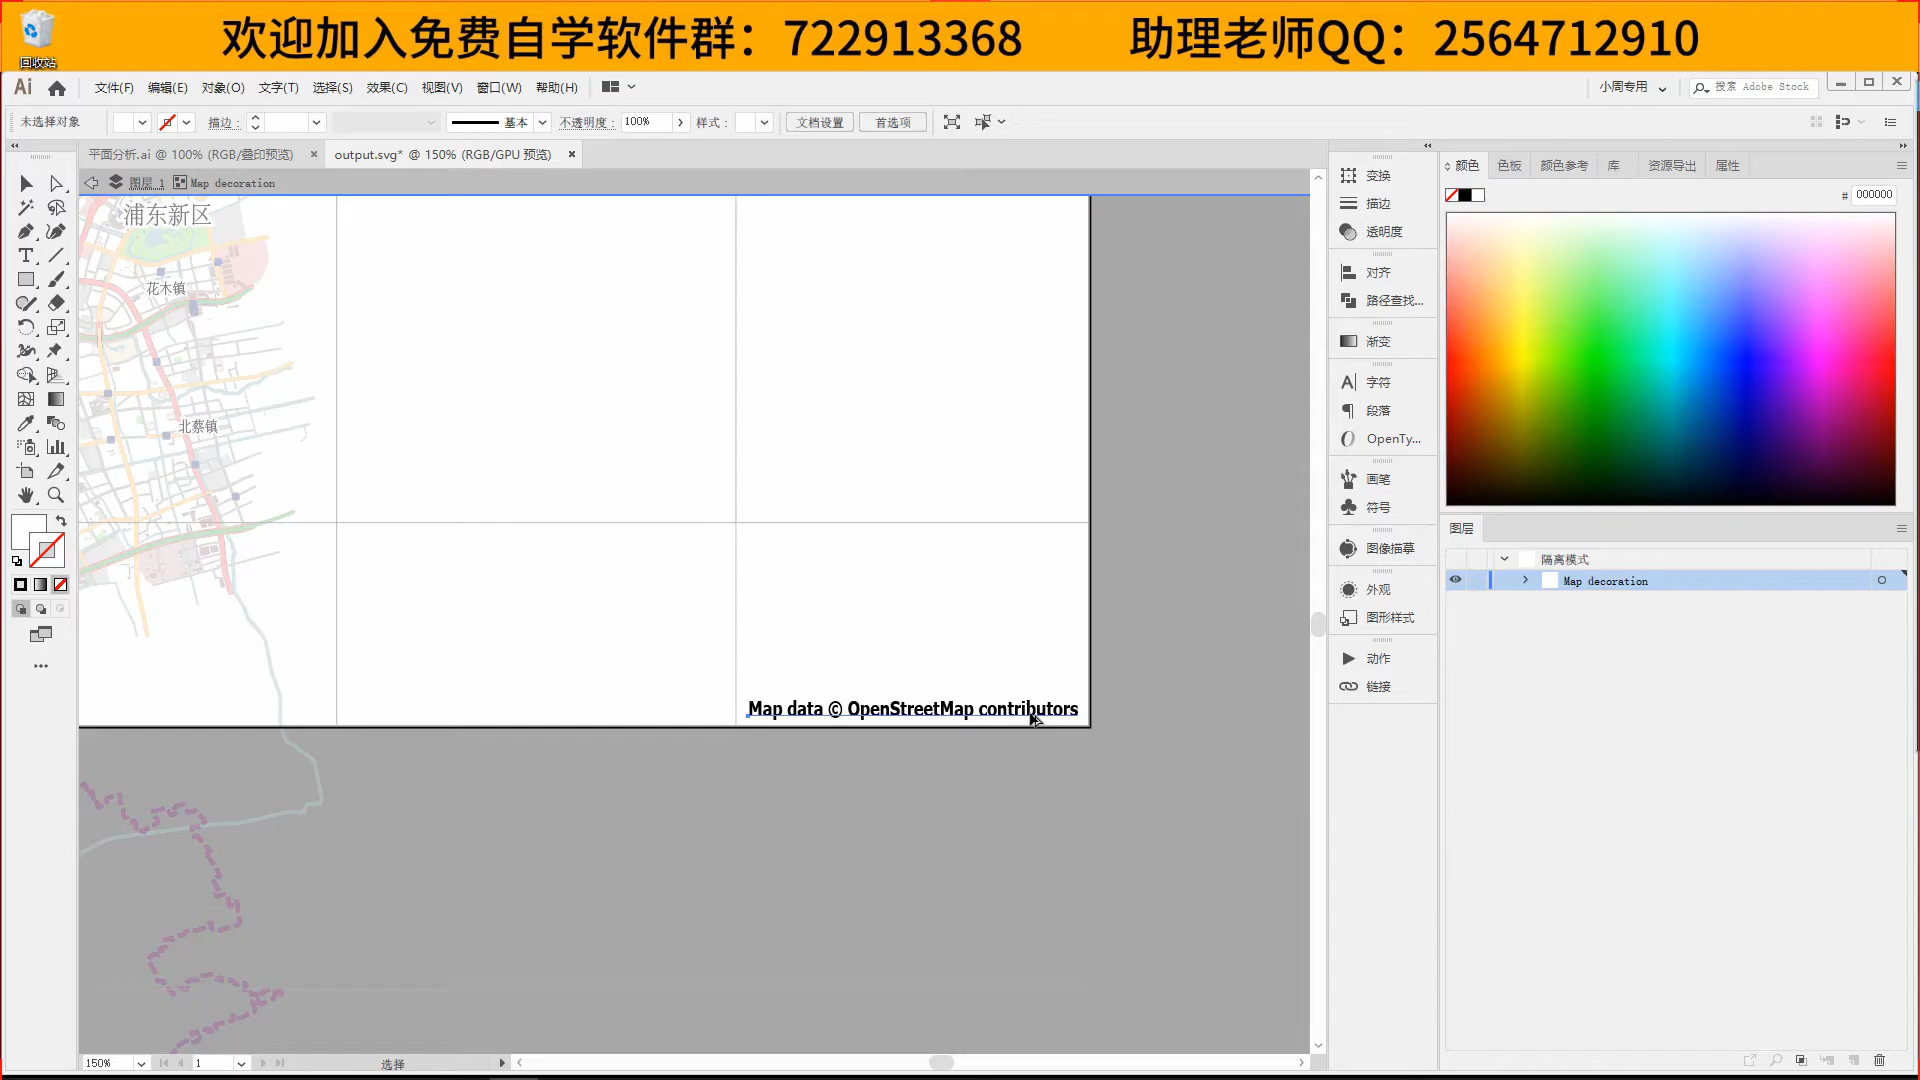 欢迎加入免费自学软件群：722913368 助理老师QQ：2564712910
回收站
Ai 文件(F) 编辑(E) 对象(O) 文字(T) 选择(S) 效果(C) 视图(V) 窗口(W) 帮助(H) 小周专用 搜索 Adobe Stock
未选择对象 描边： 基本 不透明度： 100% 样式： 文档设置 首选项
平面分析.ai @ 100% (RGB/叠印预览) × output.svg* @ 150% (RGB/GPU 预览) ×
图层 1 Map decoration
浦东新区
花木镇
北蔡镇
Map data © OpenStreetMap contributors
变换
描边
透明度
对齐
路径查找...
渐变
字符
段落
OpenTy...
画笔
符号
图像描摹
外观
图形样式
动作
链接
颜色 色板 颜色参考 库 资源导出 属性
# 000000
图层
隔离模式
Map decoration
150% 1 选择